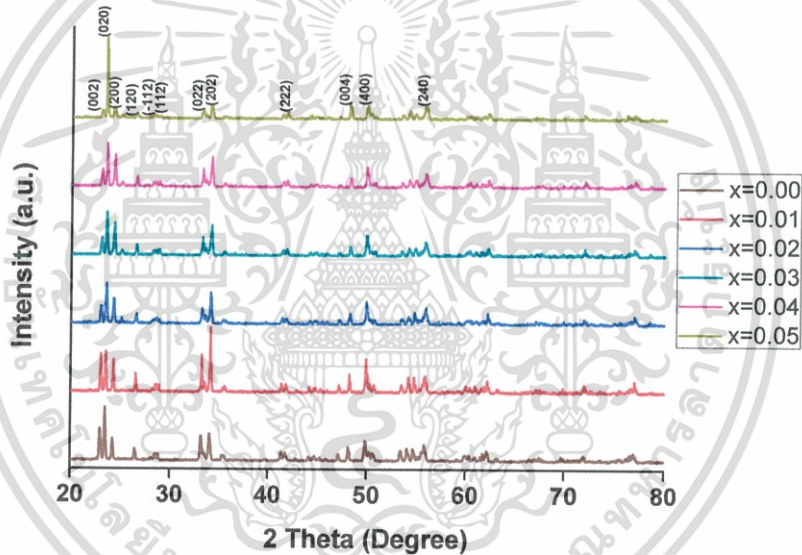 (002)
(020)
(200)
(120)
(-112)
(112)
(022)
(202)
(222)
(004)
(400)
(240)
Intensity (a.u.)
x=0.00
x=0.01
x=0.02
x=0.03
x=0.04
x=0.05
20 30 40 50 60 70 80
2 Theta (Degree)